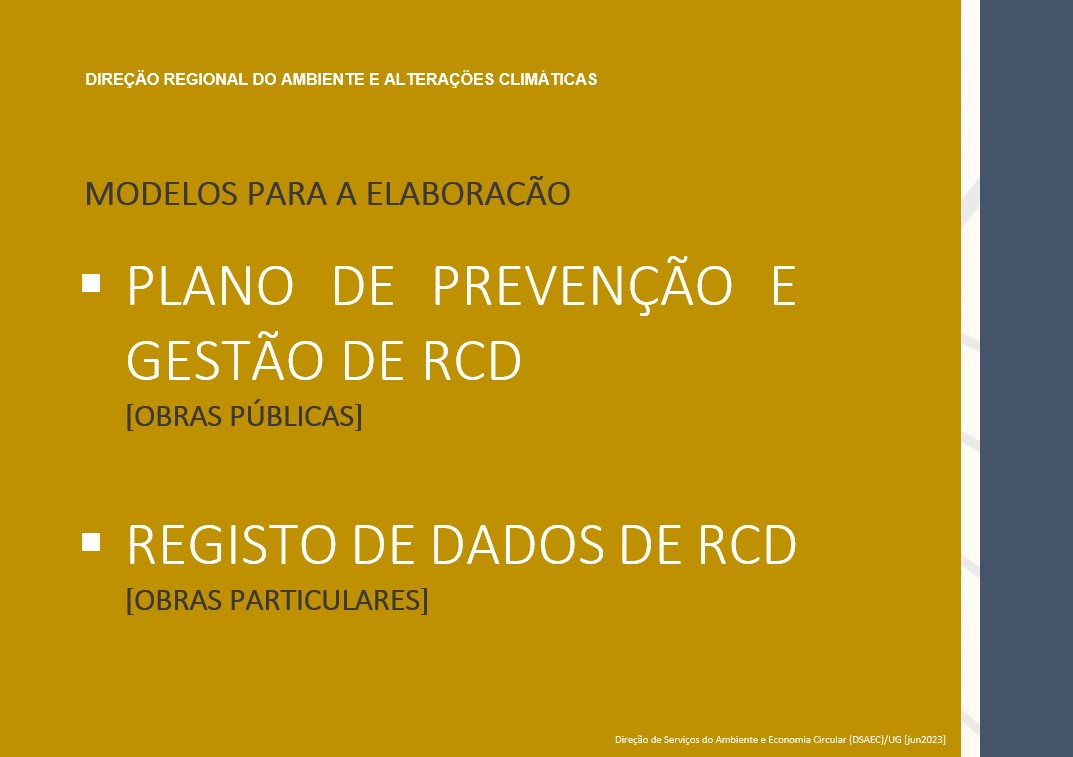 DIREÇÃO REGIONAL DO AMBIENTE E ALTERAÇÕES CLIMÁTICAS
MODELOS PARA A ELABORAÇÃO
▪ PLANO DE PREVENÇÃO E
GESTÃO DE RCD
[OBRAS PÚBLICAS]
▪ REGISTO DE DADOS DE RCD
[OBRAS PARTICULARES]
Direção de Serviços do Ambiente e Economia Circular (DSAEC)/UG [jun2023]